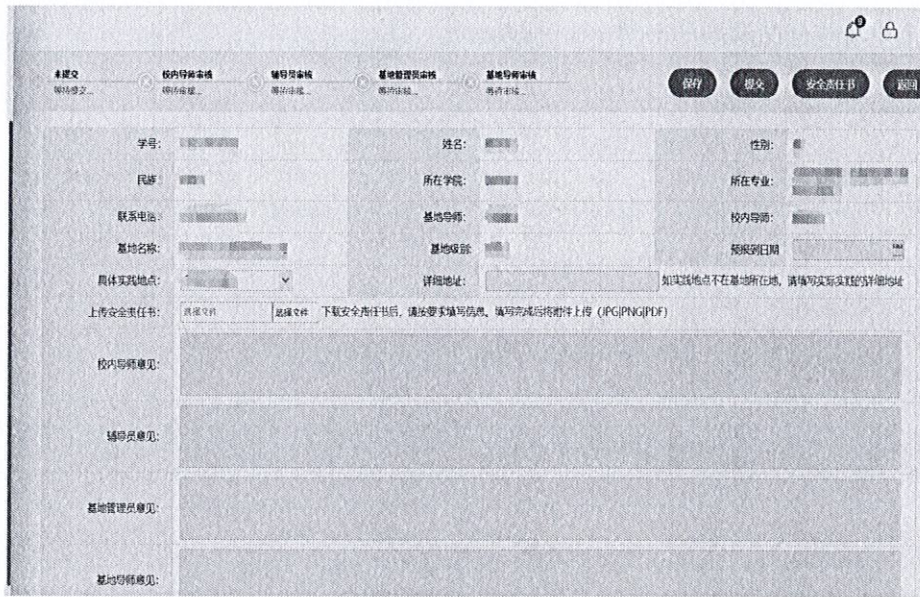 9
未提交 校内导师审核 辅导员审核 基地管理员审核 基地导师审核
等待提交... 等待审核... 等待审核... 等待审核... 等待审核...
保存 提交 安全责任书 返回
学号: 姓名: 性别:
民族: 所在学院: 所在专业:
联系电话: 基地导师: 校内导师:
基地名称: 基地级别: 预报到日期
具体实践地点: 详细地址: 如实践地点不在基地所在地,请填写实际实践的详细地址
上传安全责任书: 选择文件 选择文件 下载安全责任书后,请按要求填写信息。填写完成后将附件上传(JPG|PNG|PDF)
校内导师意见:
辅导员意见:
基地管理员意见:
基地导师意见: